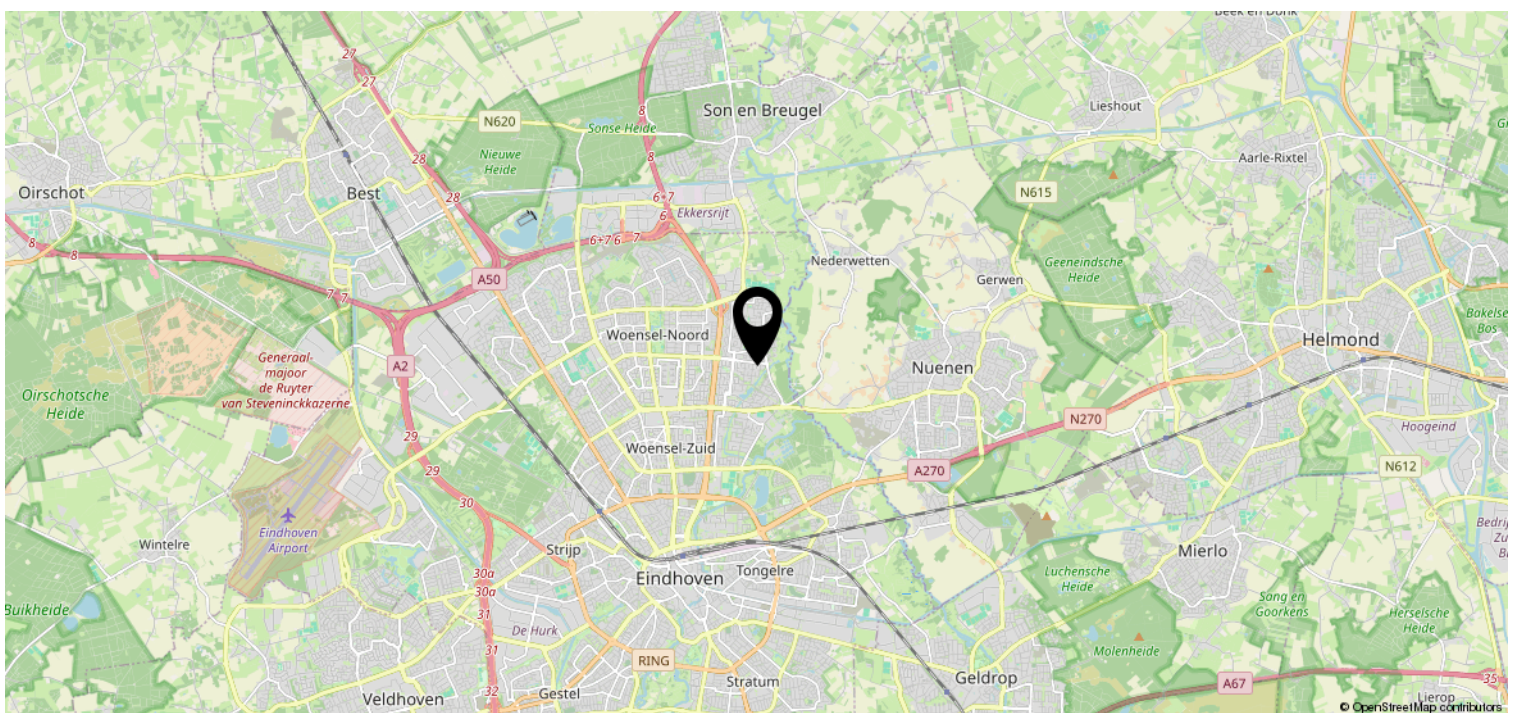 Beek en Donk
27
27
8
Lieshout
Son en Breugel
N620
Sonse Heide
Nieuwe
Heide
28
8
Aarle-Rixtel
Oirschot
Best
28
N615
6+7
6
Ekkersrijt
8
8
6+7
6
7
Nederwetten
Geeneindsche
Heide
Gerwen
A50
7
7
Bakelse
Bos
Woensel-Noord
Helmond
Generaal-
majoor
de Ruyter
van Steveninckkazerne
A2
Nuenen
Oirschotsche
Heide
N270
Hoogeind
29
Woensel-Zuid
29
A270
N612
30
Eindhoven
Airport
Wintelre
Strijp
Mierlo
30a
30a
Eindhoven
Tongelre
Luchensche
Heide
Sang en
Goorkens
Herselsche
Heide
Buikheide
31
De Hurk
31
RING
Molenheide
Stratum
Geldrop
A67
35
32
Veldhoven
Gestel
Lierop
© OpenStreetMap contributors